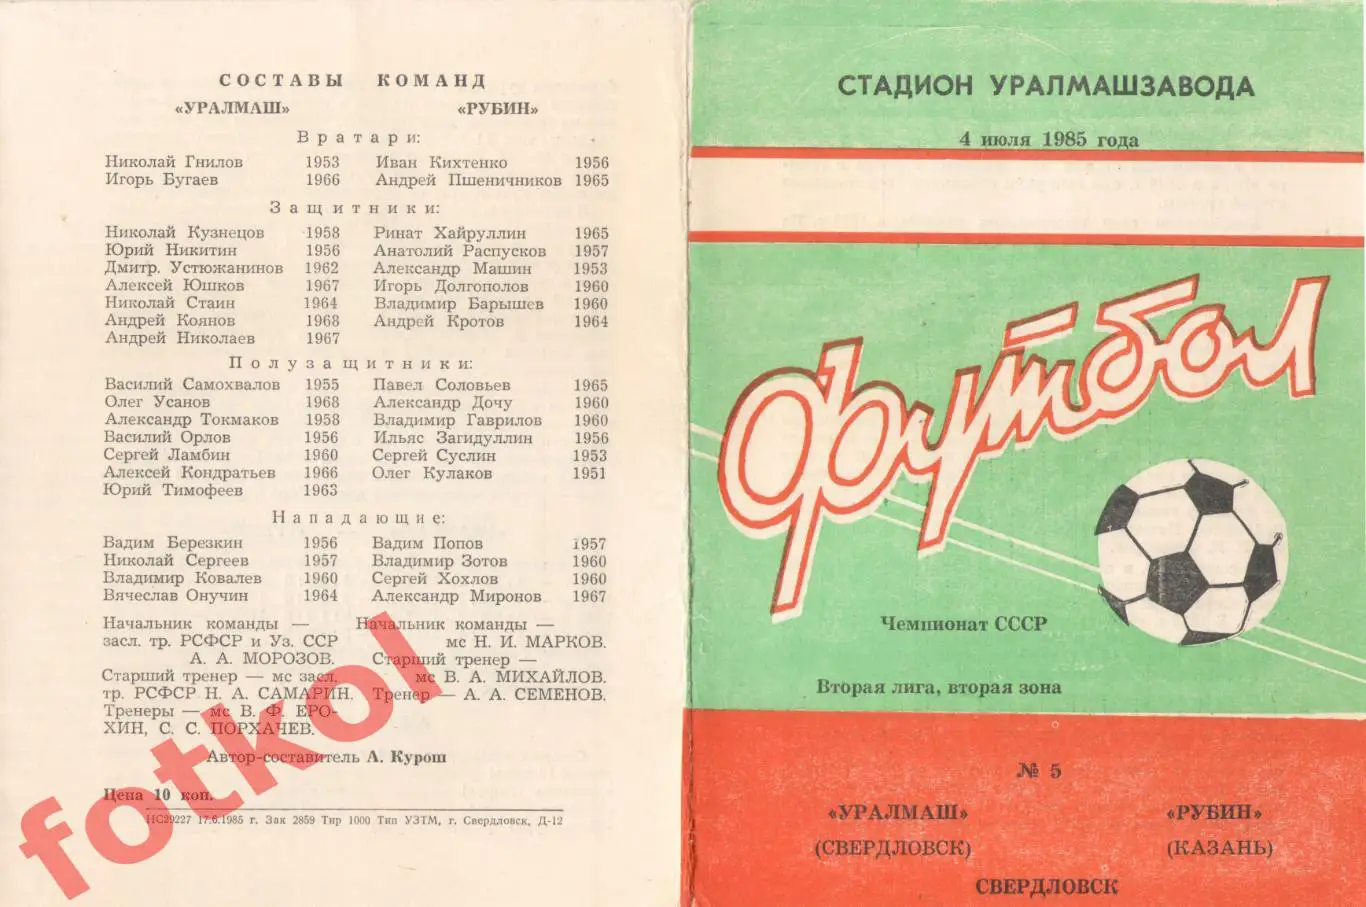 СОСТАВЫ КОМАНД
«УРАЛМАШ» «РУБИН»
Вратари:
Николай Гнилов 1953 Иван Кихтенко 1956
Игорь Бугаев 1966 Андрей Пшеничников 1965
Защитники:
Николай Кузнецов 1958 Ринат Хайруллин 1965
Юрий Никитин 1956 Анатолий Распусков 1957
Дмитр. Устюжанинов 1962 Александр Машин 1953
Алексей Юшков 1967 Игорь Долгополов 1960
Николай Стаин 1964 Владимир Барышев 1960
Андрей Коянов 1968 Андрей Кротов 1964
Андрей Николаев 1967
Полузащитники:
Василий Самохвалов 1955 Павел Соловьев 1965
Олег Усанов 1968 Александр Дочу 1960
Александр Токмаков 1958 Владимир Гаврилов 1960
Василий Орлов 1956 Ильяс Загидуллин 1956
Сергей Ламбин 1960 Сергей Суслин 1953
Алексей Кондратьев 1966 Олег Кулаков 1951
Юрий Тимофеев 1963
Нападающие:
Вадим Березкин 1956 Вадим Попов 1957
Николай Сергеев 1957 Владимир Зотов 1960
Владимир Ковалев 1960 Сергей Хохлов 1960
Вячеслав Онучин 1964 Александр Миронов 1967
Начальник команды — Начальник команды —
засл. тр. РСФСР и Уз. ССР мс Н. И. МАРКОВ.
А. А. МОРОЗОВ. Старший тренер —
Старший тренер — мс засл. мс В. А. МИХАЙЛОВ.
тр. РСФСР Н. А. САМАРИН. Тренер — А. А. СЕМЕНОВ.
Тренеры — мс В. Ф. ЕРО-
ХИН, С. С. ПОРХАЧЕВ.
Автор-составитель А. Курош
Цена 10 коп.
НС29227 17.6.1985 г. Зак 2859 Тир 1000 Тип УЗТМ, г. Свердловск, Д-12
fotkol
СТАДИОН УРАЛМАШЗАВОДА
4 июля 1985 года
Футбол
Чемпионат СССР
Вторая лига, вторая зона
№ 5
«УРАЛМАШ» «РУБИН»
(СВЕРДЛОВСК) (КАЗАНЬ)
СВЕРДЛОВСК